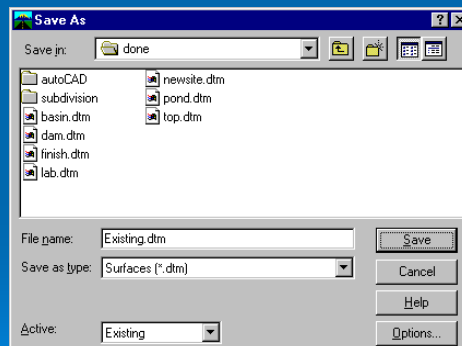 Save As
Save in: done
autoCAD
subdivision
basin.dtm
dam.dtm
finish.dtm
lab.dtm
newsite.dtm
pond.dtm
top.dtm
File name: Existing.dtm Save
Save as type: Surfaces (*.dtm) Cancel
Help
Active: Existing Options...